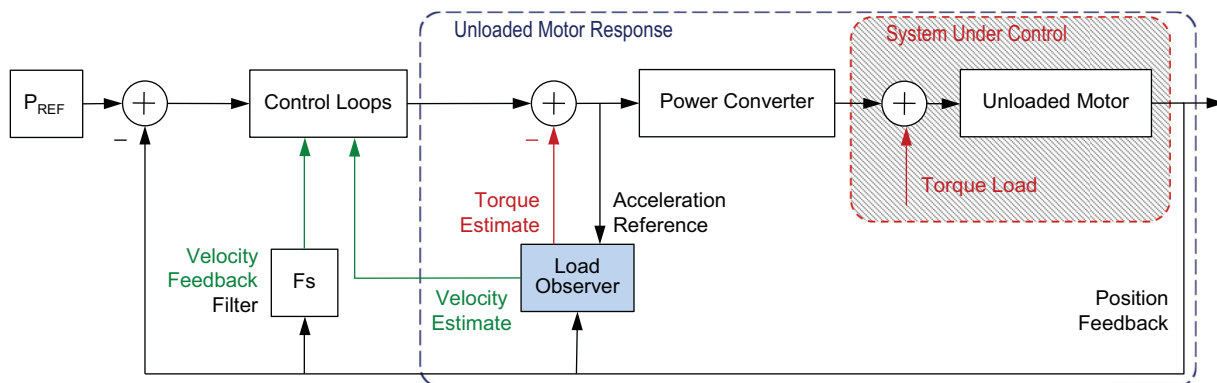 Unloaded Motor Response
System Under Control
P_REF
+
−
Control Loops
+
−
Power Converter
+
Unloaded Motor
Torque Load
Torque
Estimate
Acceleration
Reference
Velocity
Feedback
Filter
Fs
Load
Observer
Velocity
Estimate
Position
Feedback